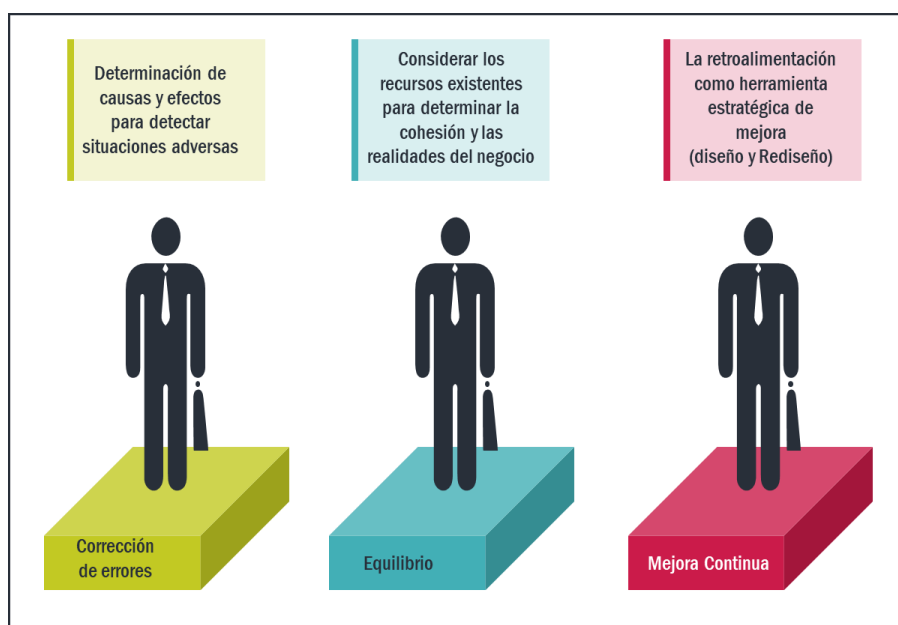 Determinación de
causas y efectos
para detectar
situaciones adversas
Considerar los
recursos existentes
para determinar la
cohesión y las
realidades del negocio
La retroalimentación
como herramienta
estratégica de
mejora
(diseño y Rediseño)
Corrección
de errores
Equilibrio
Mejora Continua